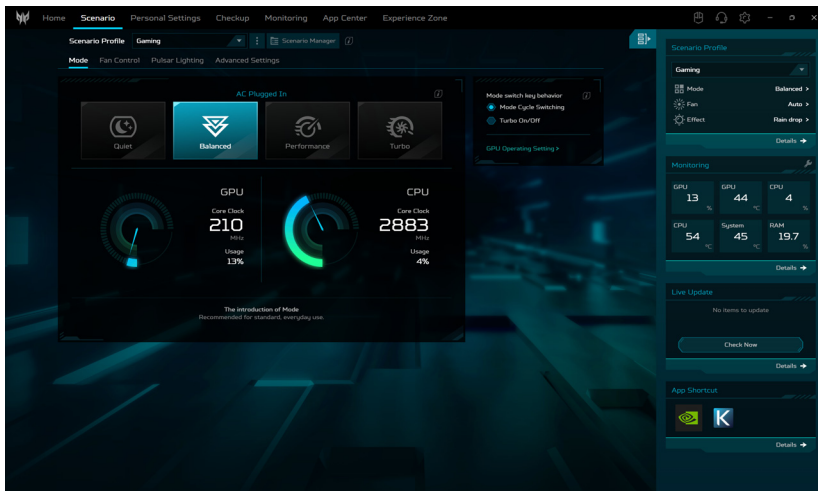 Home Scenario Personal Settings Checkup Monitoring App Center Experience Zone
Scenario Profile Gaming Scenario Manager
Mode Fan Control Pulsar Lighting Advanced Settings
AC Plugged In
Quiet Balanced Performance Turbo
GPU
Core Clock
210
MHz
Usage
13%
CPU
Core Clock
2883
MHz
Usage
4%
The introduction of Mode
Recommended for standard, everyday use.
Mode switch key behavior
Mode Cycle Switching
Turbo On/Off
GPU Operating Setting >
Scenario Profile
Gaming
Mode Balanced >
Fan Auto >
Effect Rain drop >
Details →
Monitoring
GPU 13 %
GPU 44 °C
CPU 4 %
CPU 54 °C
System 45 °C
RAM 19.7 %
Details →
Live Update
No items to update
Check Now
Details →
App Shortcut
K
Details →